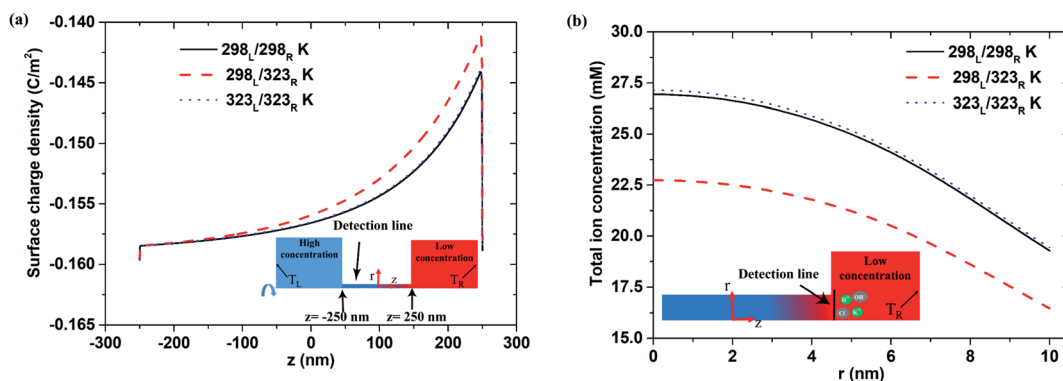 (a)
Surface charge density (C/m²)
-0.140
-0.145
-0.150
-0.155
-0.160
-0.165
298L/298R K
298L/323R K
323L/323R K
Detection line
High
concentration
Low
concentration
TL
r
z
TR
z= -250 nm
z= 250 nm
-300 -200 -100 0 100 200 300
z (nm)
(b)
Total ion concentration (mM)
30.0
27.5
25.0
22.5
20.0
17.5
15.0
298L/298R K
298L/323R K
323L/323R K
Detection line
Low
concentration
r
z
H⁺ OH⁻
Cl⁻ K⁺
TR
0 2 4 6 8 10
r (nm)